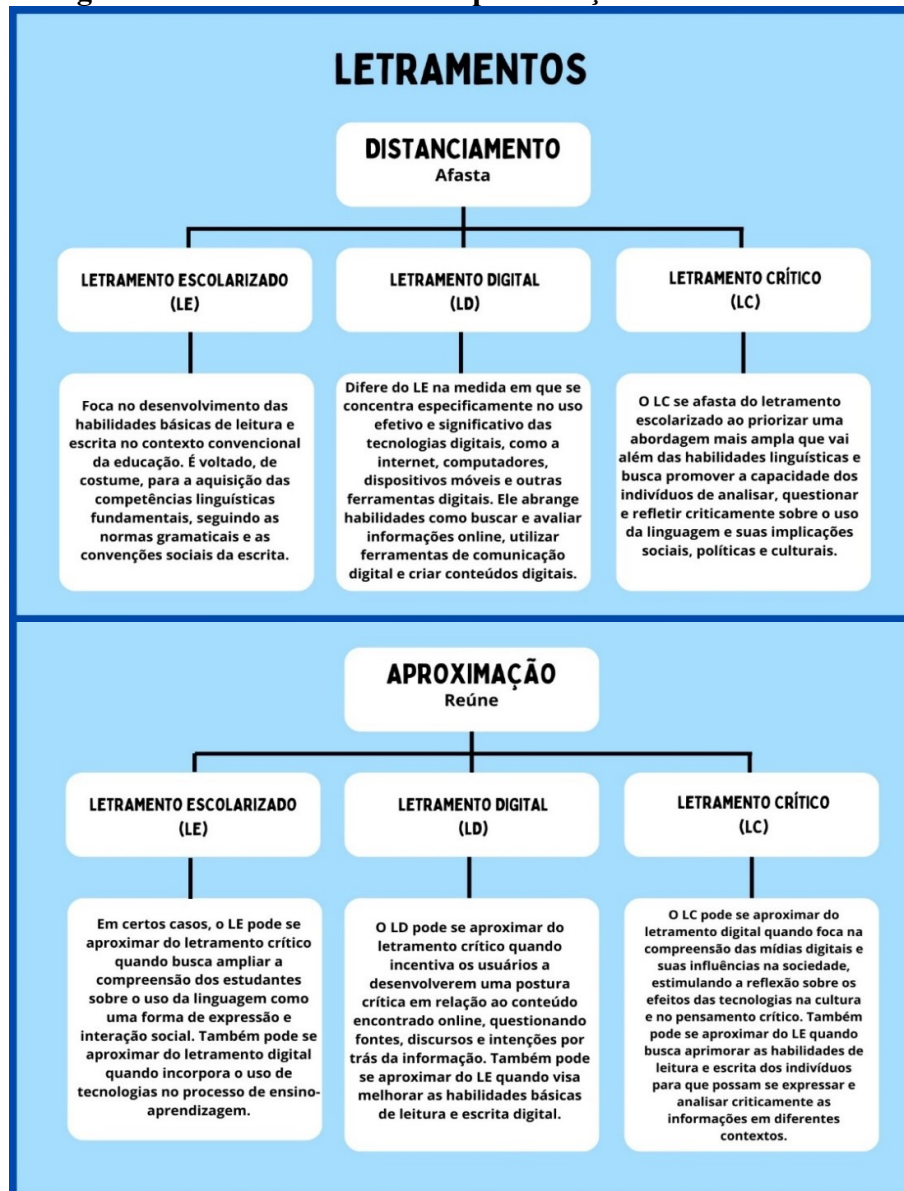 LETRAMENTOS
DISTANCIAMENTO
Afasta
LETRAMENTO ESCOLARIZADO
(LE)
LETRAMENTO DIGITAL
(LD)
LETRAMENTO CRÍTICO
(LC)
Foca no desenvolvimento das
habilidades básicas de leitura e
escrita no contexto convencional
da educação. É voltado, de
costume, para a aquisição das
competências linguísticas
fundamentais, seguindo as
normas gramaticais e as
convenções sociais da escrita.
Difere do LE na medida em que se
concentra especificamente no uso
efetivo e significativo das
tecnologias digitais, como a
internet, computadores,
dispositivos móveis e outras
ferramentas digitais. Ele abrange
habilidades como buscar e avaliar
informações online, utilizar
ferramentas de comunicação
digital e criar conteúdos digitais.
O LC se afasta do letramento
escolarizado ao priorizar uma
abordagem mais ampla que vai
além das habilidades linguísticas e
busca promover a capacidade dos
indivíduos de analisar, questionar
e refletir criticamente sobre o uso
da linguagem e suas implicações
sociais, políticas e culturais.
APROXIMAÇÃO
Reúne
LETRAMENTO ESCOLARIZADO
(LE)
LETRAMENTO DIGITAL
(LD)
LETRAMENTO CRÍTICO
(LC)
Em certos casos, o LE pode se
aproximar do letramento crítico
quando busca ampliar a
compreensão dos estudantes
sobre o uso da linguagem como
uma forma de expressão e
interação social. Também pode se
aproximar do letramento digital
quando incorpora o uso de
tecnologias no processo de ensino-
aprendizagem.
O LD pode se aproximar do
letramento crítico quando
incentiva os usuários a
desenvolverem uma postura
crítica em relação ao conteúdo
encontrado online, questionando
fontes, discursos e intenções por
trás da informação. Também pode
se aproximar do LE quando visa
melhorar as habilidades básicas
de leitura e escrita digital.
O LC pode se aproximar do
letramento digital quando foca na
compreensão das mídias digitais e
suas influências na sociedade,
estimulando a reflexão sobre os
efeitos das tecnologias na cultura
e no pensamento crítico. Também
pode se aproximar do LE quando
busca aprimorar as habilidades de
leitura e escrita dos indivíduos
para que possam se expressar e
analisar criticamente as
informações em diferentes
contextos.